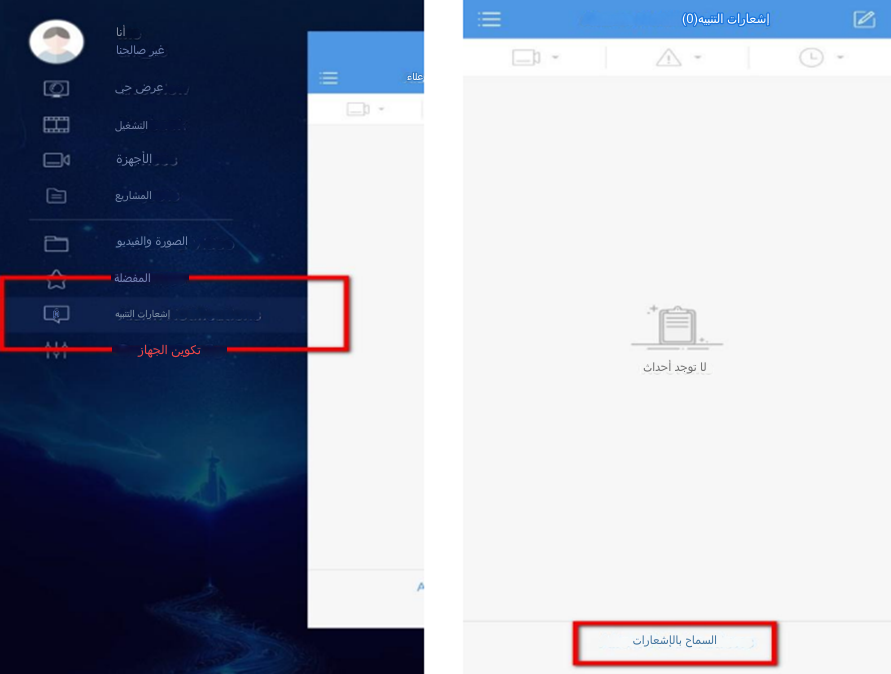 أنا
غير صالحنا
عرض حي
التشغيل
الأجهزة
المشاريع
الصورة والفيديو
المفضلة
إشعارات التنبيه
تكوين الجهاز
إشعارات التنبيه(0)
لا توجد أحداث
السماح بالإشعارات